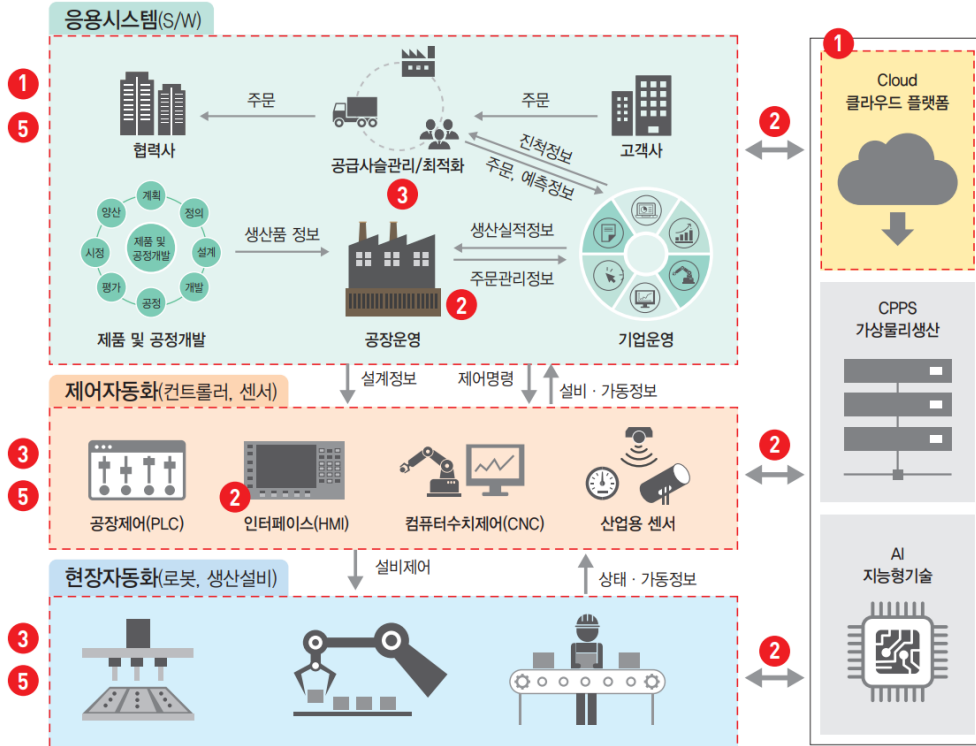 응용시스템(S/W)
1
5
주문
주문
협력사
공급사슬관리/최적화
고객사
진척정보
주문, 예측정보
3
계획
정의
설계
개발
공정
평가
시정
양산
제품 및
공정개발
생산품 정보
생산실적정보
주문관리정보
2
제품 및 공정개발
공장운영
기업운영
설계정보
제어명령
설비 · 가동정보
제어자동화(컨트롤러, 센서)
3
5
2
공장제어(PLC)
인터페이스(HMI)
컴퓨터수치제어(CNC)
산업용 센서
설비제어
상태 · 가동정보
현장자동화(로봇, 생산설비)
3
5
2
2
2
1
Cloud
클라우드 플랫폼
CPPS
가상물리생산
AI
지능형기술